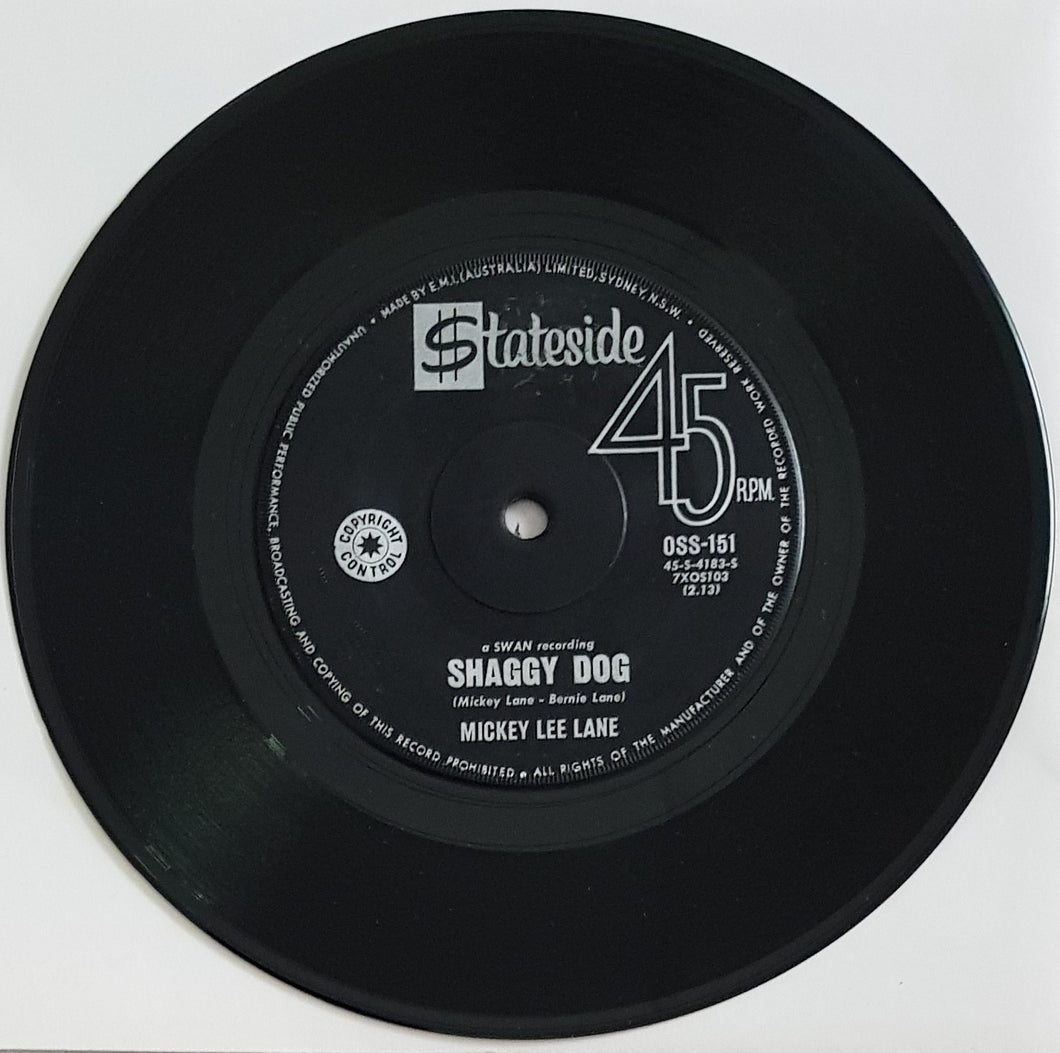 MADE BY E.M.I. (AUSTRALIA) LIMITED, SYDNEY, N.S.W. •
$tateside
45
R.P.M.
COPYRIGHT
CONTROL
OSS-151
45-S-4183-S
7XOS103
(2.13)
a SWAN recording
SHAGGY DOG
(Mickey Lane - Bernie Lane)
MICKEY LEE LANE
UNAUTHORIZED PUBLIC PERFORMANCE, BROADCASTING AND COPYING OF THIS RECORD PROHIBITED • ALL RIGHTS OF THE MANUFACTURER AND OF THE OWNER OF THE RECORDED WORK RESERVED